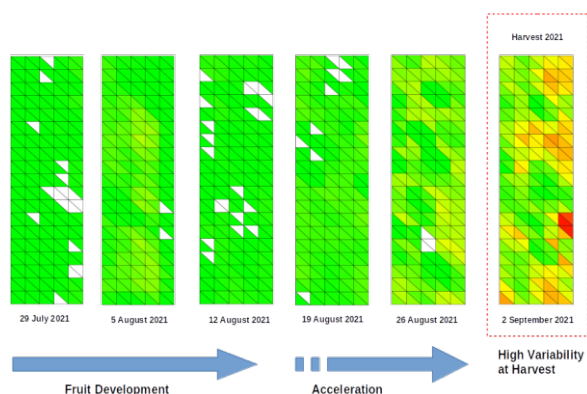 Harvest 2021
29 July 2021
5 August 2021
12 August 2021
19 August 2021
26 August 2021
2 September 2021
Fruit Development
Acceleration
High Variability
at Harvest